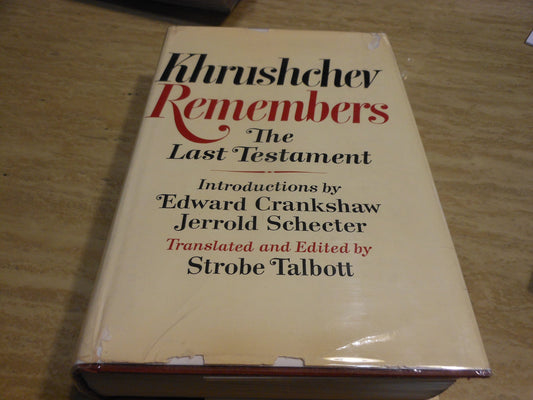 Khrushchev
Remembers
The
Last Testament
Introductions by
Edward Crankshaw
Jerrold Schecter
Translated and Edited by
Strobe Talbott